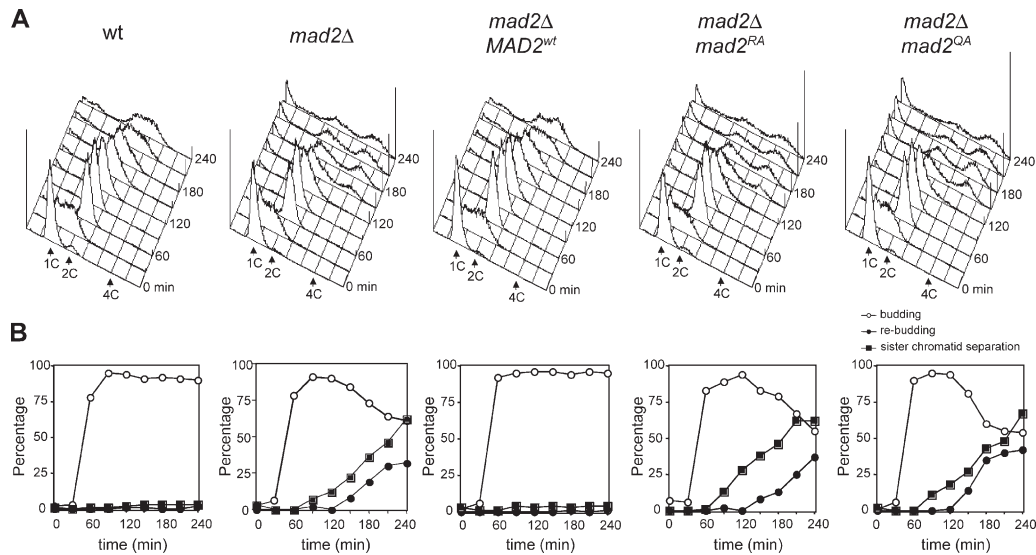 A
wt
mad2Δ
mad2Δ
MAD2wt
mad2Δ
mad2RA
mad2Δ
mad2QA
240
180
120
60
0 min
1C
2C
4C
240
180
120
60
0 min
1C
2C
4C
240
180
120
60
0 min
1C
2C
4C
240
180
120
60
0 min
1C
2C
4C
240
180
120
60
0 min
1C
2C
4C
budding
re-budding
sister chromatid separation
B
Percentage
100
75
50
25
0
0 60 120 180 240
time (min)
Percentage
100
75
50
25
0
0 60 120 180 240
time (min)
Percentage
100
75
50
25
0
0 60 120 180 240
time (min)
Percentage
100
75
50
25
0
0 60 120 180 240
time (min)
Percentage
100
75
50
25
0
0 60 120 180 240
time (min)